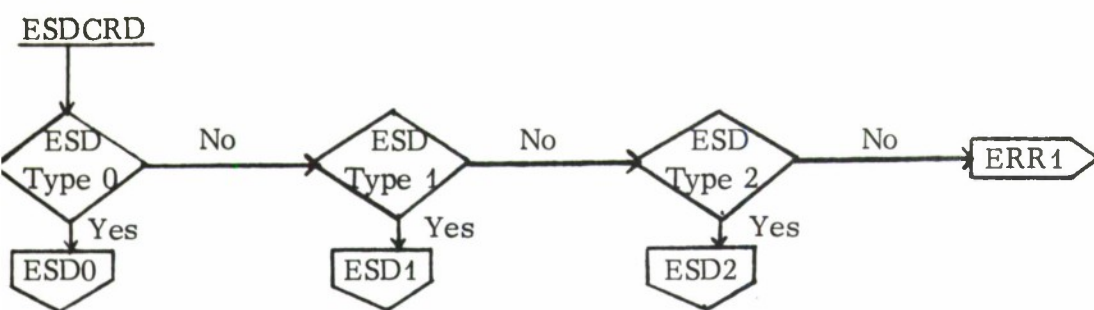 ESDCRD
ESD
Type 0
No
ESD
Type 1
No
ESD
Type 2
No
ERR1
Yes
ESD0
Yes
ESD1
Yes
ESD2